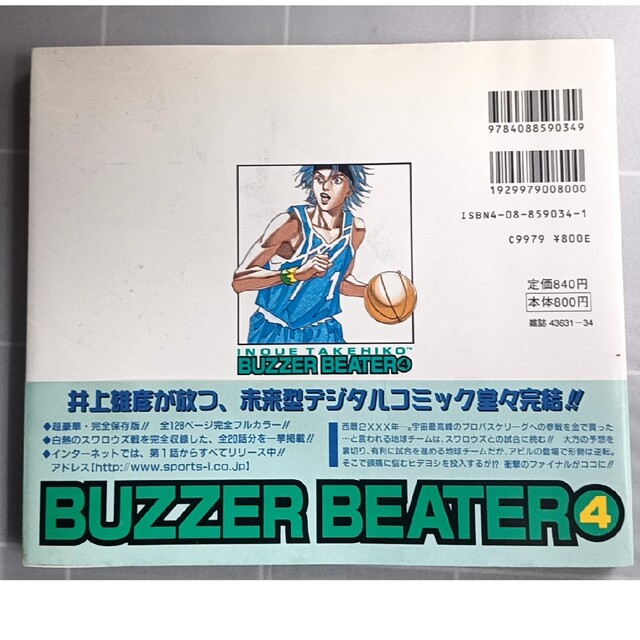 9784088590349
1929979008000
ISBN4-08-859034-1
C9979 ¥800E
定価840円
本体800円
雑誌 43631-34
1
INOUE TAKEHIKO™
BUZZER BEATER④
井上雄彦が放つ、未来型デジタルコミック堂々完結!!
◆超豪華・完全保存版!! 全128ページ完全フルカラー!!
◆白熱のスワロウズ戦を完全収録した、全20話分を一挙掲載!!
◆インターネットでは、第1話からすべてリリース中!!
アドレス[http://www.sports-i.co.jp]
西暦2XXX年…。宇宙最高峰のプロバスケリーグへの参戦を金で買った
…と言われる地球チームは、スワロウズとの試合に挑む!! 大方の予想を
裏切り、有利に試合を進める地球チームだが、アビルの登場で形勢は逆転。
そこで頭痛に悩むヒデヨシを投入するが!? 衝撃のファイナルがココに!!
BUZZER BEATER④